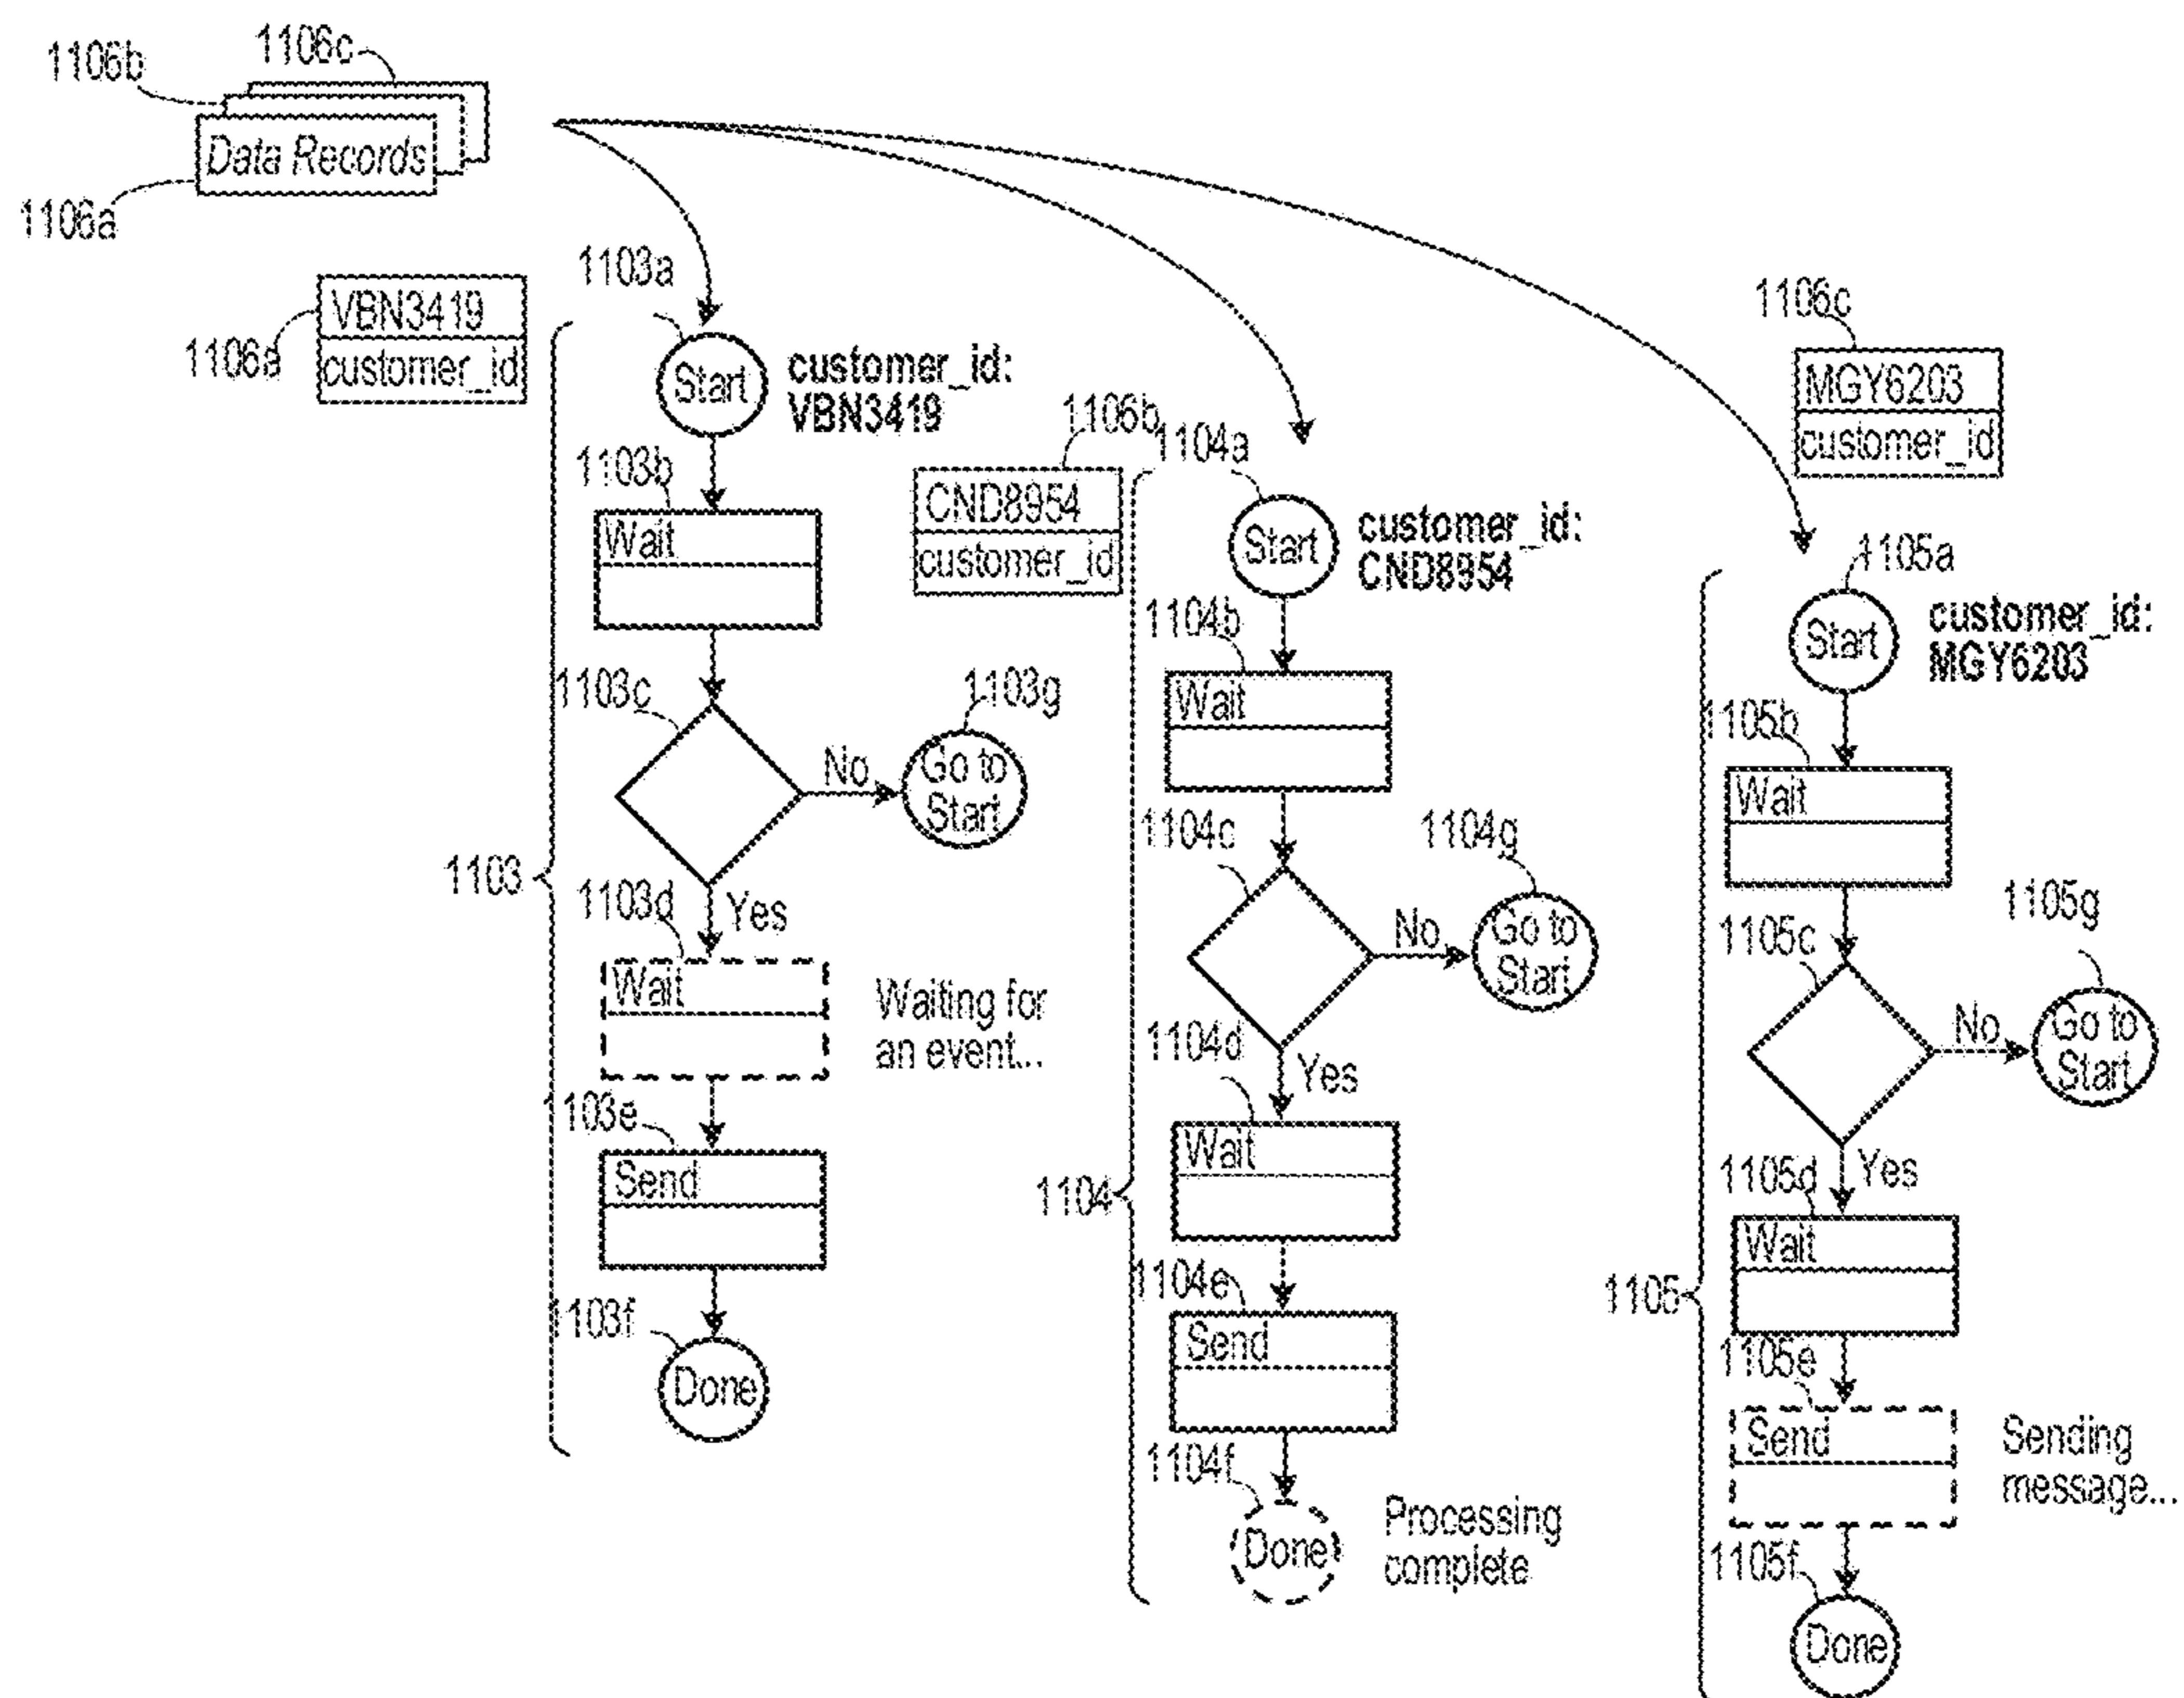 1106b
1106c
Data Records
1106a
1103a
VBN3419
customer_id
1106a
Start
customer_id:
VBN3419
1103b
Wait
1103c
No
1103g
Go to
Start
1103
1103d
Yes
Wait
Waiting for
an event...
1103e
Send
1103f
Done
1106b
CND8954
customer_id
1104a
Start
customer_id:
CND8954
1104b
Wait
1104c
No
1104g
Go to
Start
1104d
Yes
Wait
1104
1104e
Send
1104f
Done
Processing
complete
1106c
MGY6203
customer_id
1105a
Start
customer_id:
MGY6203
1105b
Wait
1105c
No
1105g
Go to
Start
1105d
Yes
Wait
1105
1105e
Send
Sending
message...
1105f
Done